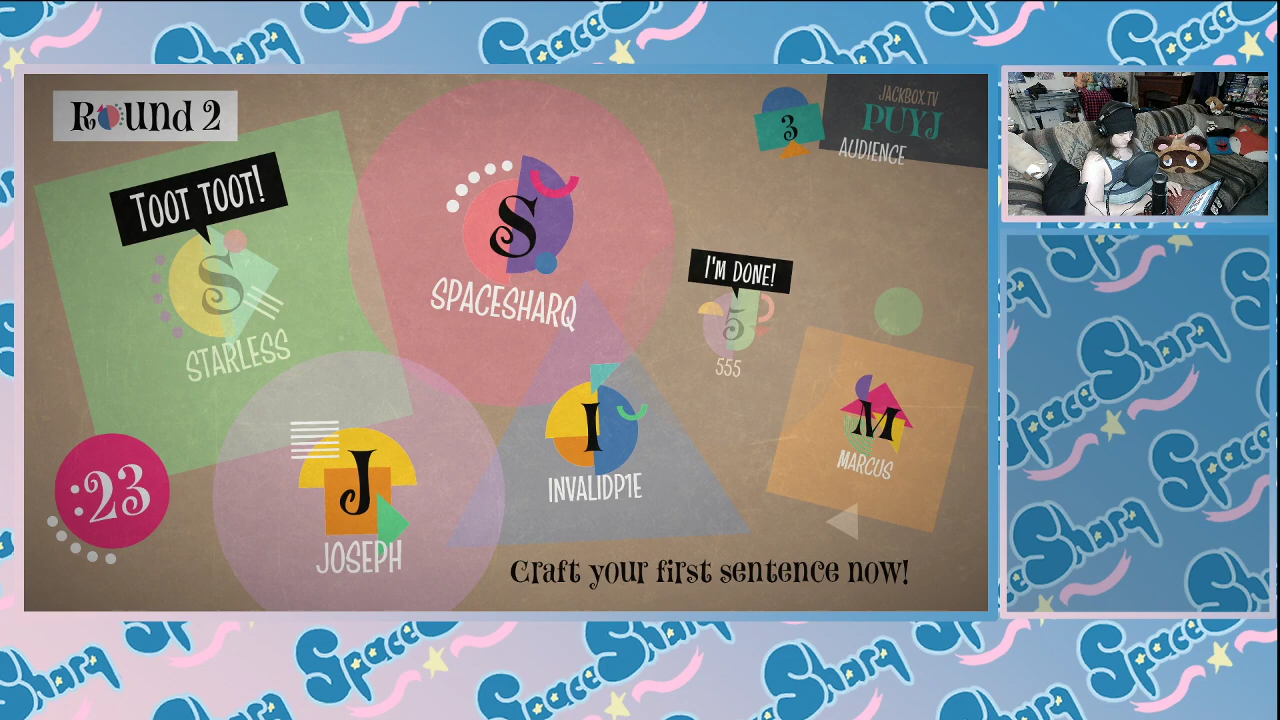 Round 2
JACKBOX.TV
PUYJ
3
AUDIENCE
TOOT TOOT!
S
STARLESS
S
SPACESHARQ
I'M DONE!
5
555
M
MARCUS
:23
J
JOSEPH
I
INVALIDP1E
Craft your first sentence now!
SpaceSharq